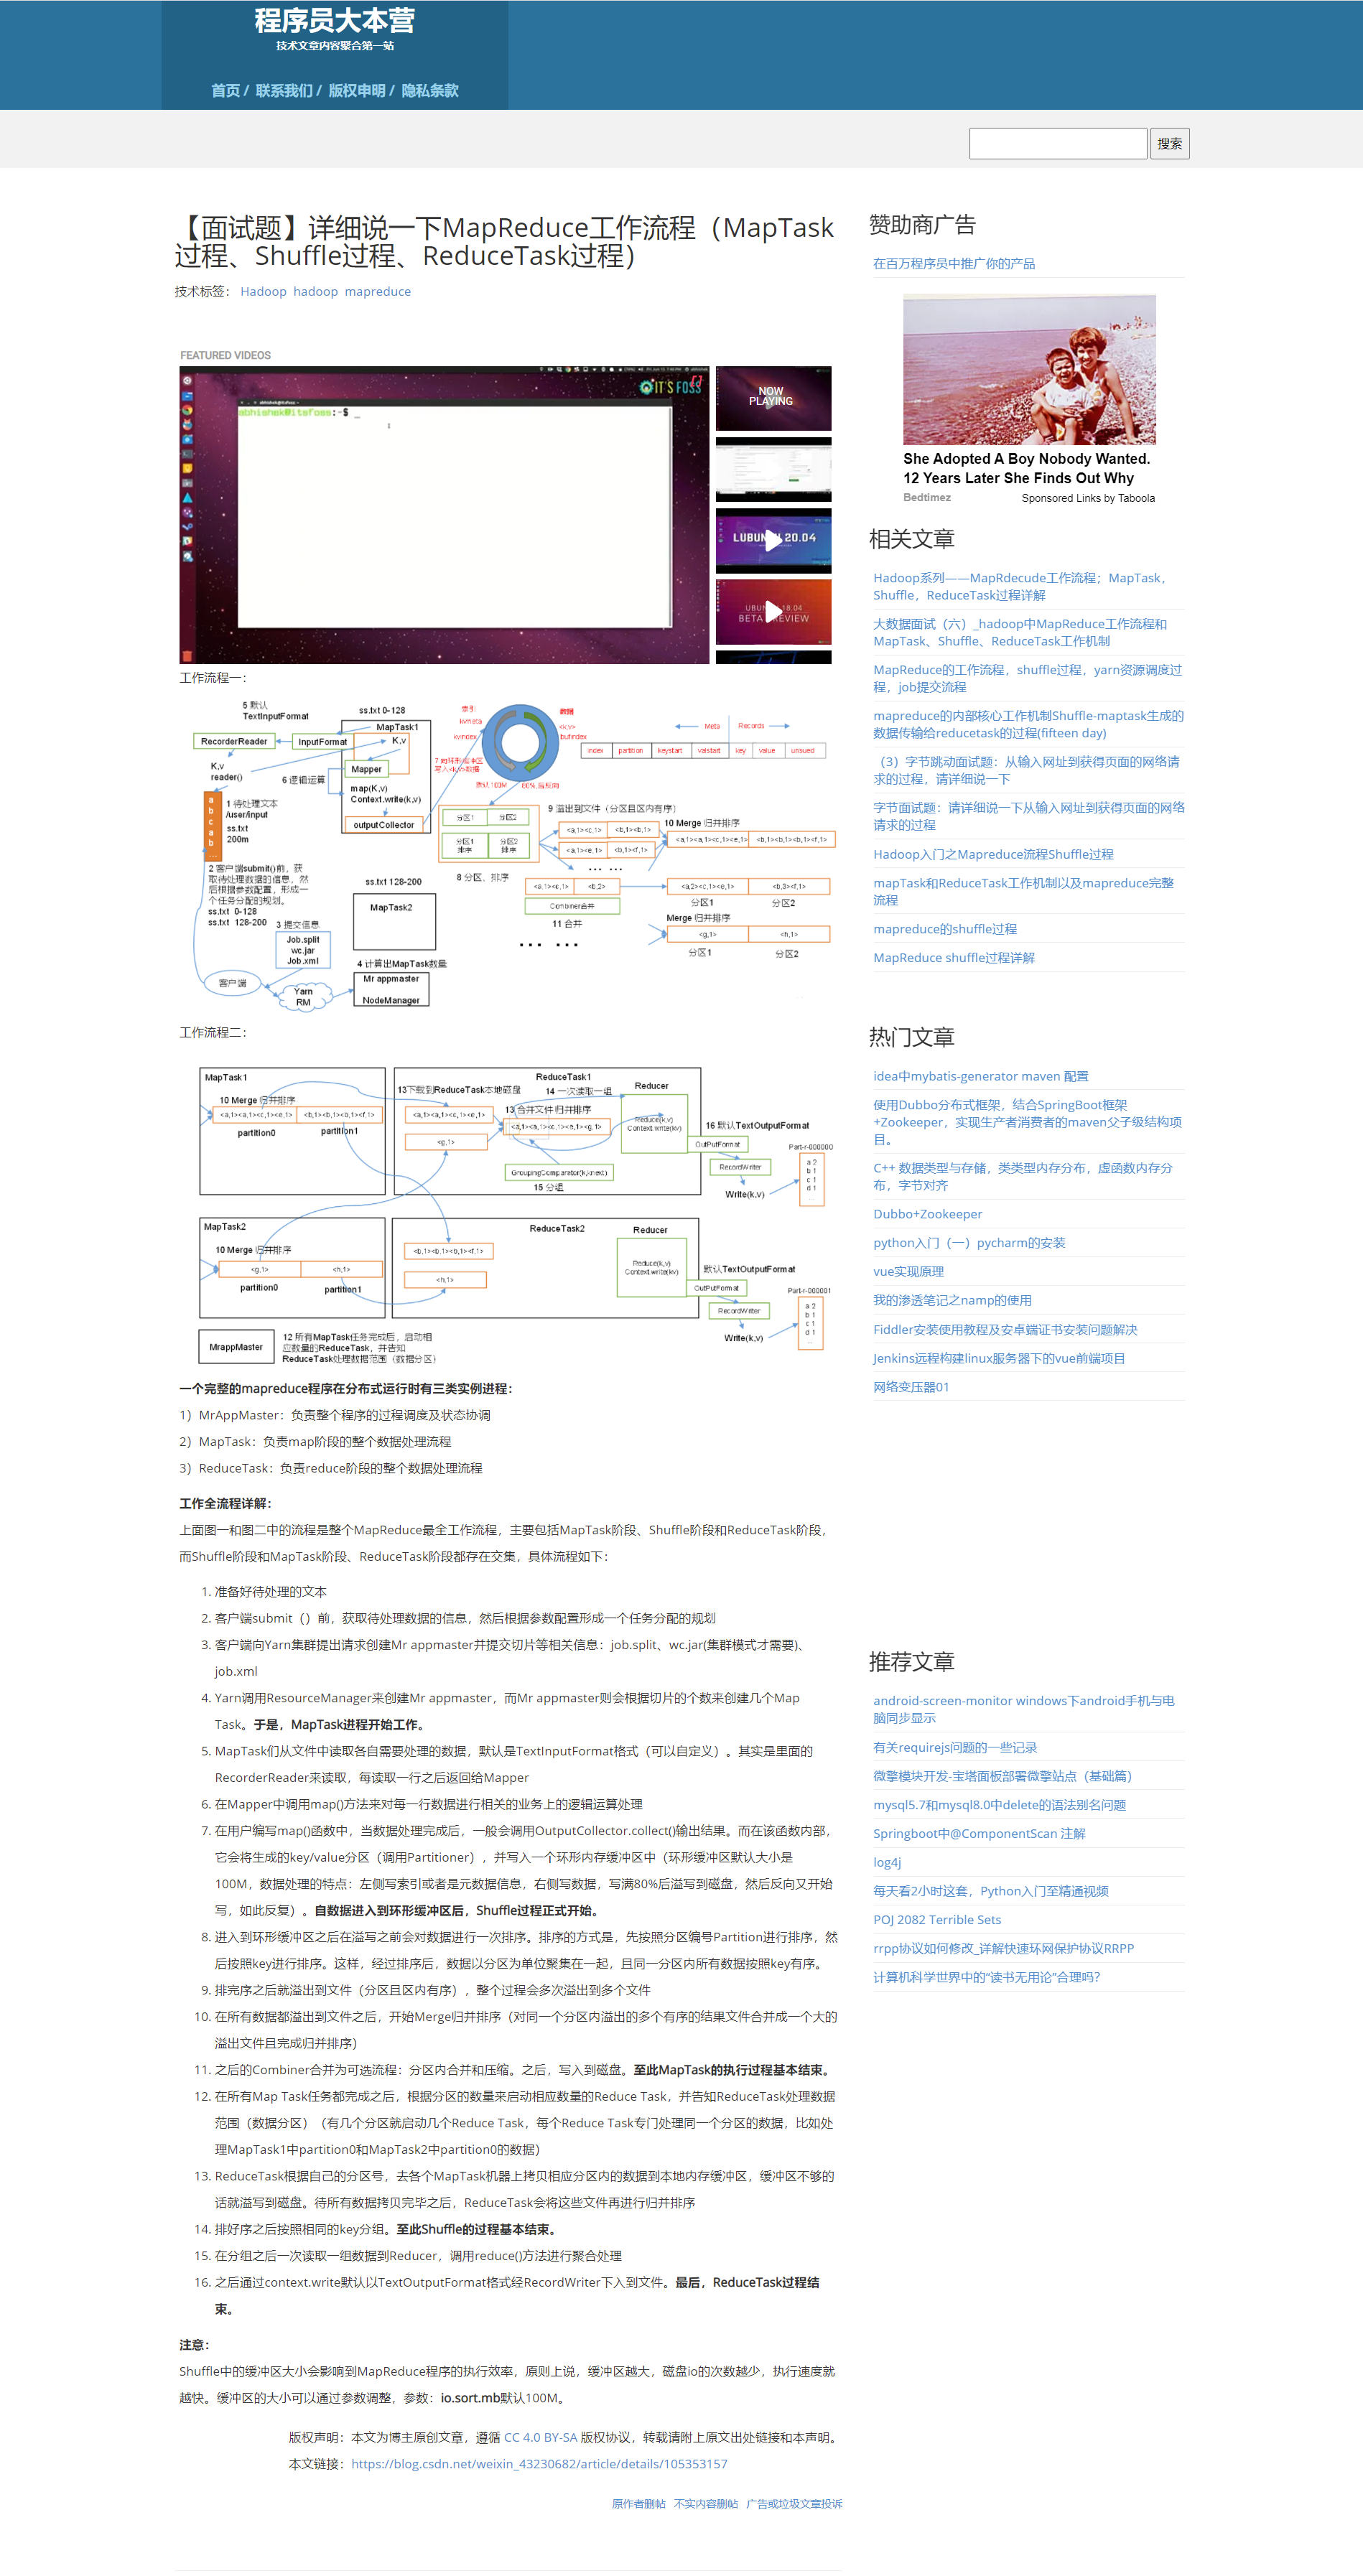 程序员大本营
技术文章内容聚合第一站
首页 / 联系我们 / 版权申明 / 隐私条款
搜索
【面试题】详细说一下MapReduce工作流程（MapTask
过程、Shuffle过程、ReduceTask过程）
技术标签： Hadoop hadoop mapreduce
FEATURED VIDEOS
IT'S FOSS
abhishek@itsfoss:~$ _
NOW
PLAYING
LUBUNTU 20.04
UBUNTU 18.04
BETA REVIEW
工作流程一：
5 默认
TextInputFormat
ss.txt 0-128
MapTask1
RecorderReader
InputFormat
K,v
K,v
reader()
Mapper
6 逻辑运算
map(K,v)
Context.write(k,v)
outputCollector
a
b
c
a
b
...
1 待处理文本
/user/input
ss.txt
200m
2 客户端submit()前，获
取待处理数据的信息，然
后根据参数配置，形成一
个任务分配的规划。
ss.txt 0-128
ss.txt 128-200
3 提交信息
Job.split
wc.jar
Job.xml
客户端
Yarn
RM
4 计算出MapTask数量
Mr appmaster
NodeManager
ss.txt 128-200
MapTask2
索引
kvmeta
kvindex
数据
<k,v>
bufindex
7 向环形缓冲区
写入<k,v>数据
默认100M
80%,后反向
Meta
Records
index partition keystart valstart key value unsued
分区1 分区2
分区1
排序
分区2
排序
8 分区、排序
9 溢出到文件（分区且区内有序）
<a,1><c,1> <b,1><b,1>
<a,1><e,1> <b,1><f,1>
10 Merge 归并排序
<a,1><a,1><c,1><e,1> <b,1><b,1><b,1><f,1>
... ...
<a,1><c,1> <b,2>
Combiner合并
11 合并
<a,2><c,1><e,1> <b,3><f,1>
分区1 分区2
Merge 归并排序
<g,1> <h,1>
分区1 分区2
... ...
工作流程二：
MapTask1
10 Merge 归并排序
<a,1><a,1><c,1><e,1> <b,1><b,1><b,1><f,1>
partition0 partition1
ReduceTask1
13下载到ReduceTask本地磁盘
14 一次读取一组
Reducer
<a,1><a,1><c,1><e,1>
<g,1>
13 合并文件 归并排序
<a,1><a,1><c,1><e,1><g,1>
Reduce(k,v)
Context.write(kv)
GroupingComparator(k,knext)
15 分组
16 默认TextOutputFormat
OutPutFormat
RecordWriter
Write(k,v)
Part-r-000000
a 2
b 1
c 1
d 1
...
MapTask2
10 Merge 归并排序
<g,1> <h,1>
partition0 partition1
ReduceTask2
Reducer
<b,1><b,1><b,1><f,1>
<h,1>
Reduce(k,v)
Context.write(kv)
默认TextOutputFormat
OutPutFormat
RecordWriter
Write(k,v)
Part-r-000001
a 2
b 1
c 1
d 1
...
MrappMaster
12 所有MapTask任务完成后，启动相
应数量的ReduceTask，并告知
ReduceTask处理数据范围（数据分区）
一个完整的mapreduce程序在分布式运行时有三类实例进程：
1）MrAppMaster：负责整个程序的过程调度及状态协调
2）MapTask：负责map阶段的整个数据处理流程
3）ReduceTask：负责reduce阶段的整个数据处理流程
工作全流程详解：
上面图一和图二中的流程是整个MapReduce最全工作流程，主要包括MapTask阶段、Shuffle阶段和ReduceTask阶段，
而Shuffle阶段和MapTask阶段、ReduceTask阶段都存在交集，具体流程如下：
1. 准备好待处理的文本
2. 客户端submit（）前，获取待处理数据的信息，然后根据参数配置形成一个任务分配的规划
3. 客户端向Yarn集群提出请求创建Mr appmaster并提交切片等相关信息：job.split、wc.jar(集群模式才需要)、
job.xml
4. Yarn调用ResourceManager来创建Mr appmaster，而Mr appmaster则会根据切片的个数来创建几个Map
Task。于是，MapTask进程开始工作。
5. MapTask们从文件中读取各自需要处理的数据，默认是TextInputFormat格式（可以自定义）。其实是里面的
RecorderReader来读取，每读取一行之后返回给Mapper
6. 在Mapper中调用map()方法来对每一行数据进行相关的业务上的逻辑运算处理
7. 在用户编写map()函数中，当数据处理完成后，一般会调用OutputCollector.collect()输出结果。而在该函数内部，
它会将生成的key/value分区（调用Partitioner），并写入一个环形内存缓冲区中（环形缓冲区默认大小是
100M，数据处理的特点：左侧写索引或者是元数据信息，右侧写数据，写满80%后溢写到磁盘，然后反向又开始
写，如此反复）。自数据进入到环形缓冲区后，Shuffle过程正式开始。
8. 进入到环形缓冲区之后在溢写之前会对数据进行一次排序。排序的方式是，先按照分区编号Partition进行排序，然
后按照key进行排序。这样，经过排序后，数据以分区为单位聚集在一起，且同一分区内所有数据按照key有序。
9. 排完序之后就溢出到文件（分区且区内有序），整个过程会多次溢出到多个文件
10. 在所有数据都溢出到文件之后，开始Merge归并排序（对同一个分区内溢出的多个有序的结果文件合并成一个大的
溢出文件且完成归并排序）
11. 之后的Combiner合并为可选流程：分区内合并和压缩。之后，写入到磁盘。至此MapTask的执行过程基本结束。
12. 在所有Map Task任务都完成之后，根据分区的数量来启动相应数量的Reduce Task，并告知ReduceTask处理数据
范围（数据分区）（有几个分区就启动几个Reduce Task，每个Reduce Task专门处理同一个分区的数据，比如处
理MapTask1中partition0和MapTask2中partition0的数据）
13. ReduceTask根据自己的分区号，去各个MapTask机器上拷贝相应分区内的数据到本地内存缓冲区，缓冲区不够的
话就溢写到磁盘。待所有数据拷贝完毕之后，ReduceTask会将这些文件再进行归并排序
14. 排好序之后按照相同的key分组。至此Shuffle的过程基本结束。
15. 在分组之后一次读取一组数据到Reducer，调用reduce()方法进行聚合处理
16. 之后通过context.write默认以TextOutputFormat格式经RecordWriter下入到文件。最后，ReduceTask过程结
束。
注意：
Shuffle中的缓冲区大小会影响到MapReduce程序的执行效率，原则上说，缓冲区越大，磁盘io的次数越少，执行速度就
越快。缓冲区的大小可以通过参数调整，参数：io.sort.mb默认100M。
版权声明：本文为博主原创文章，遵循 CC 4.0 BY-SA 版权协议，转载请附上原文出处链接和本声明。
本文链接：https://blog.csdn.net/weixin_43230682/article/details/105353157
原作者删帖 不实内容删帖 广告或垃圾文章投诉
赞助商广告
在百万程序员中推广你的产品
She Adopted A Boy Nobody Wanted.
12 Years Later She Finds Out Why
Bedtimez
Sponsored Links by Taboola
相关文章
Hadoop系列——MapRdecude工作流程；MapTask，
Shuffle，ReduceTask过程详解
大数据面试（六）_hadoop中MapReduce工作流程和
MapTask、Shuffle、ReduceTask工作机制
MapReduce的工作流程，shuffle过程，yarn资源调度过
程，job提交流程
mapreduce的内部核心工作机制Shuffle-maptask生成的
数据传输给reducetask的过程(fifteen day)
（3）字节跳动面试题：从输入网址到获得页面的网络请
求的过程，请详细说一下
字节面试题：请详细说一下从输入网址到获得页面的网络
请求的过程
Hadoop入门之Mapreduce流程Shuffle过程
mapTask和ReduceTask工作机制以及mapreduce完整
流程
mapreduce的shuffle过程
MapReduce shuffle过程详解
热门文章
idea中mybatis-generator maven 配置
使用Dubbo分布式框架，结合SpringBoot框架
+Zookeeper，实现生产者消费者的maven父子级结构项
目。
C++ 数据类型与存储，类类型内存分布，虚函数内存分
布，字节对齐
Dubbo+Zookeeper
python入门（一）pycharm的安装
vue实现原理
我的渗透笔记之namp的使用
Fiddler安装使用教程及安卓端证书安装问题解决
Jenkins远程构建linux服务器下的vue前端项目
网络变压器01
推荐文章
android-screen-monitor windows下android手机与电
脑同步显示
有关requirejs问题的一些记录
微擎模块开发-宝塔面板部署微擎站点（基础篇）
mysql5.7和mysql8.0中delete的语法别名问题
Springboot中@ComponentScan 注解
log4j
每天看2小时这套，Python入门至精通视频
POJ 2082 Terrible Sets
rrpp协议如何修改_详解快速环网保护协议RRPP
计算机科学世界中的“读书无用论”合理吗？